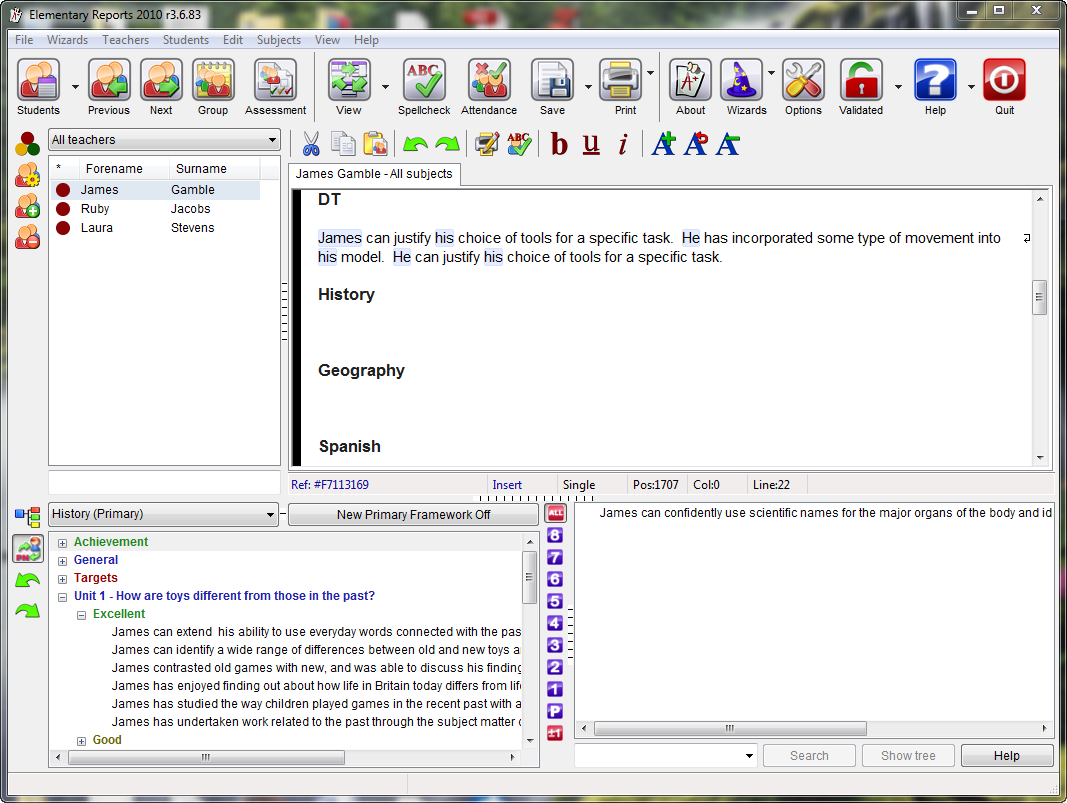 Elementary Reports 2010 r3.6.83
File Wizards Teachers Students Edit Subjects View Help
ABC
A+
Students Previous Next Group Assessment View Spellcheck Attendance Save Print About Wizards Options Validated Help Quit
All teachers
ABC b u i A A A
* Forename Surname
James Gamble
Ruby Jacobs
Laura Stevens
James Gamble - All subjects
DT
James can justify his choice of tools for a specific task. He has incorporated some type of movement into
his model. He can justify his choice of tools for a specific task.
History
Geography
Spanish
Ref: #F7113169 Insert Single Pos:1707 Col:0 Line:22
History (Primary) New Primary Framework Off
Achievement
General
Targets
Unit 1 - How are toys different from those in the past?
Excellent
James can extend his ability to use everyday words connected with the pas
James can identify a wide range of differences between old and new toys a
James contrasted old games with new, and was able to discuss his finding
James has enjoyed finding out about how life in Britain today differs from life
James has studied the way children played games in the recent past with a
James has undertaken work related to the past through the subject matter o
Good
ALL
8
7
6
5
4
3
2
1
P
±1
James can confidently use scientific names for the major organs of the body and id
Search Show tree Help